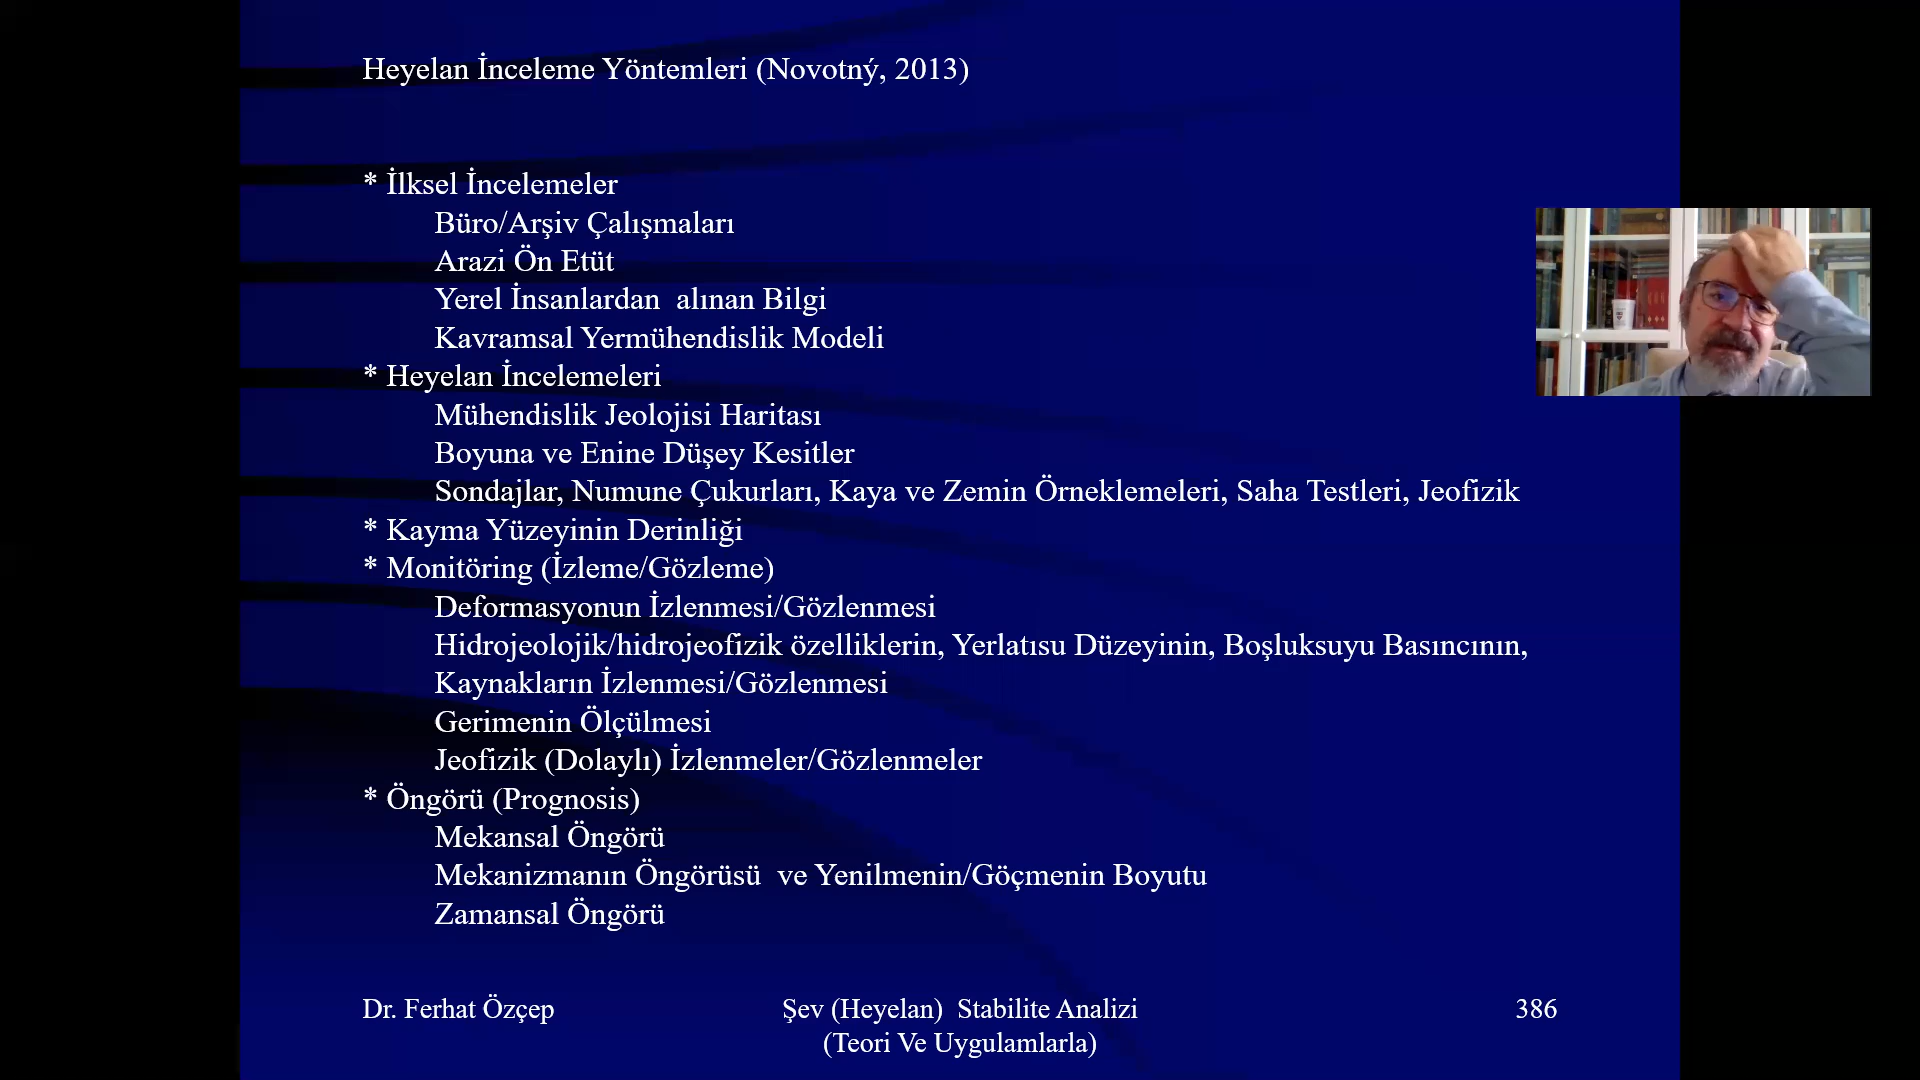 Heyelan İnceleme Yöntemleri (Novotný, 2013)
* İlksel İncelemeler
Büro/Arşiv Çalışmaları
Arazi Ön Etüt
Yerel İnsanlardan alınan Bilgi
Kavramsal Yermühendislik Modeli
* Heyelan İncelemeleri
Mühendislik Jeolojisi Haritası
Boyuna ve Enine Düşey Kesitler
Sondajlar, Numune Çukurları, Kaya ve Zemin Örneklemeleri, Saha Testleri, Jeofizik
* Kayma Yüzeyinin Derinliği
* Monitöring (İzleme/Gözleme)
Deformasyonun İzlenmesi/Gözlenmesi
Hidrojeolojik/hidrojeofizik özelliklerin, Yerlatısu Düzeyinin, Boşluksuyu Basıncının,
Kaynakların İzlenmesi/Gözlenmesi
Gerimenin Ölçülmesi
Jeofizik (Dolaylı) İzlenmeler/Gözlenmeler
* Öngörü (Prognosis)
Mekansal Öngörü
Mekanizmanın Öngörüsü ve Yenilmenin/Göçmenin Boyutu
Zamansal Öngörü
Dr. Ferhat Özçep
Şev (Heyelan) Stabilite Analizi
(Teori Ve Uygulamlarla)
386